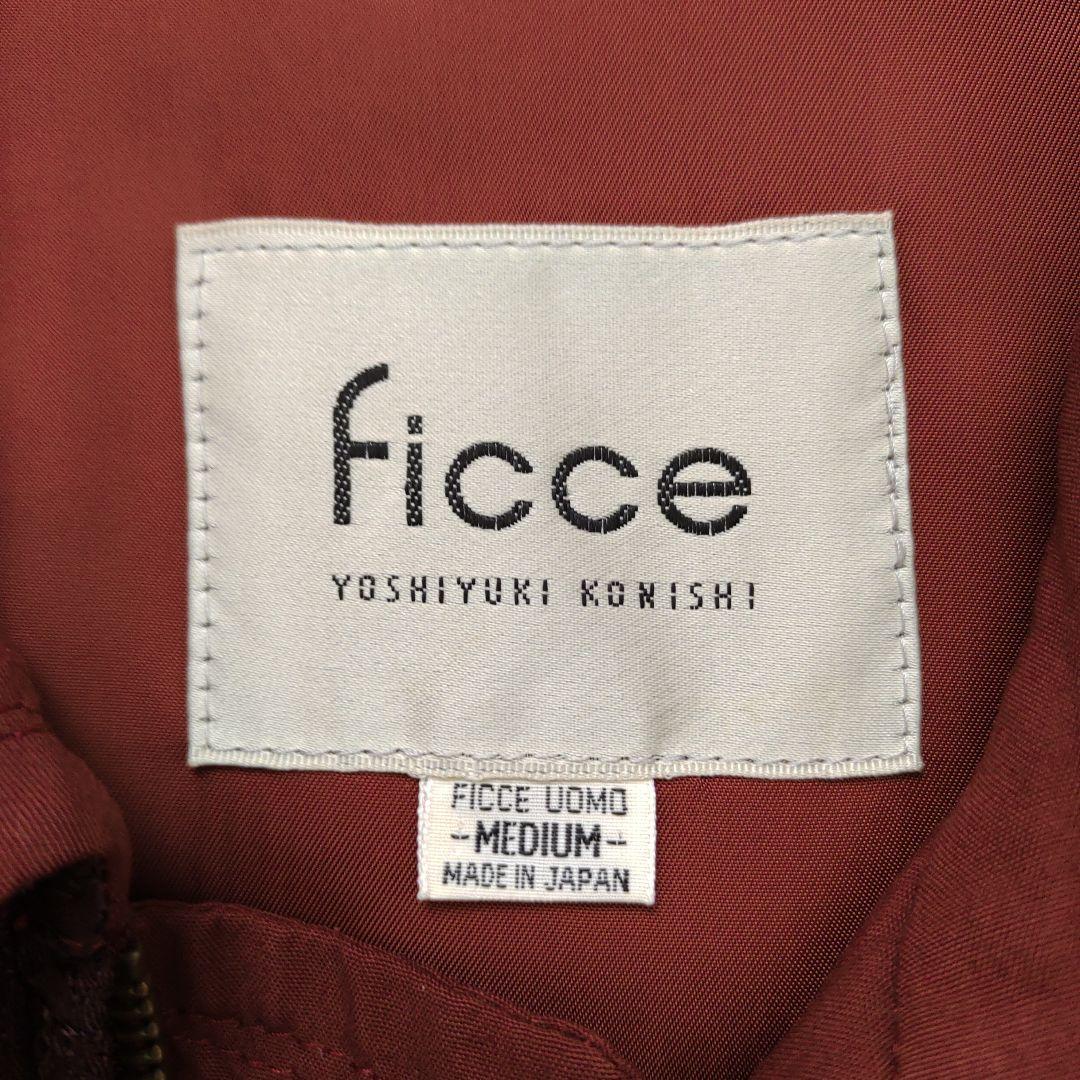 ficce
YOSHIYUKI KONISHI
FICCE UOMO
-MEDIUM-
MADE IN JAPAN